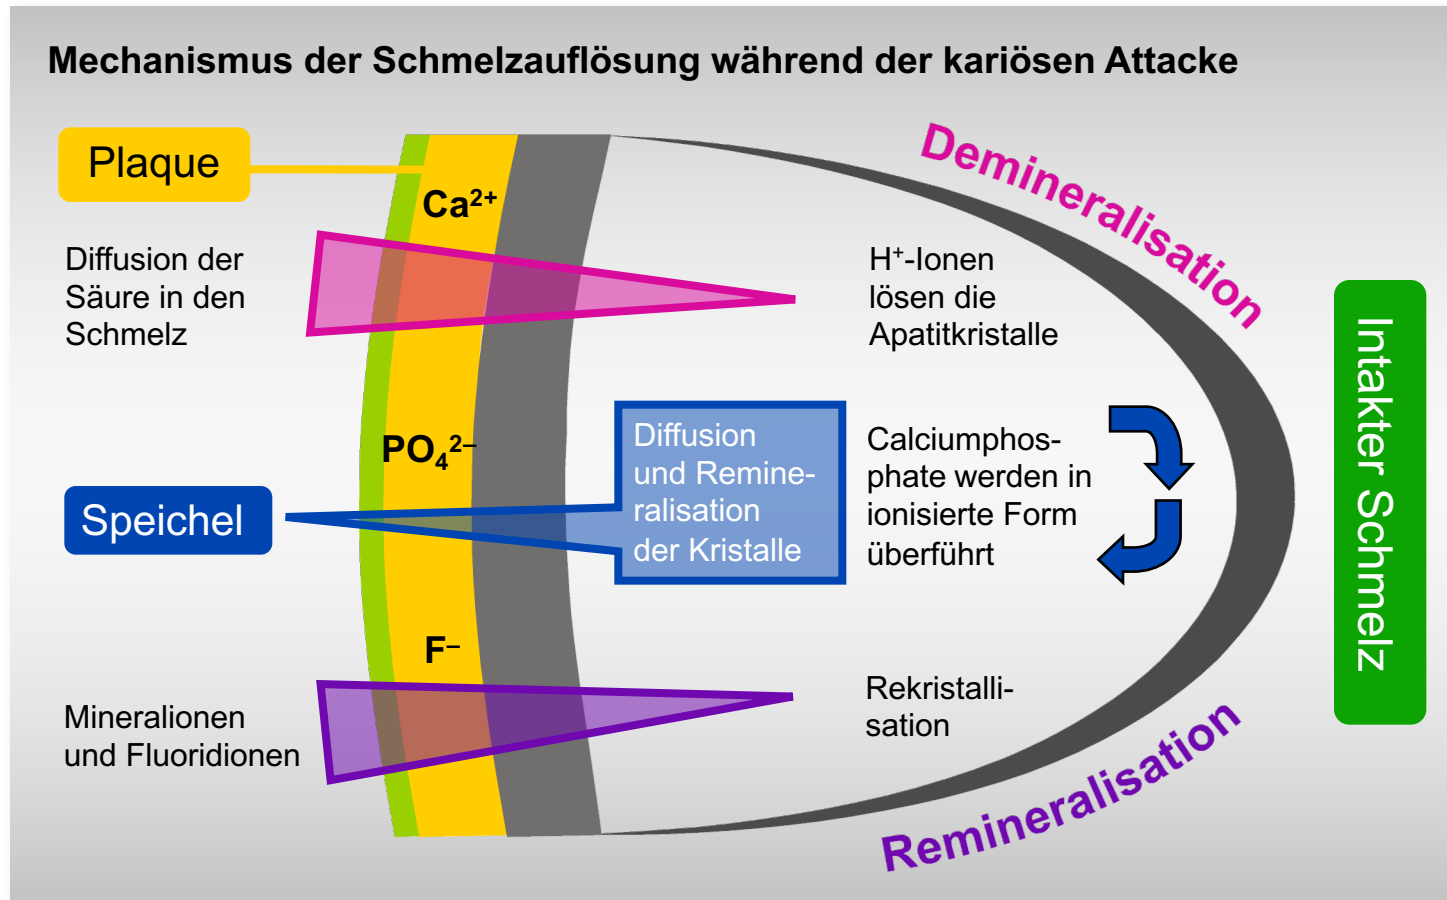 Mechanismus der Schmelzauflösung während der kariösen Attacke
Plaque
Ca²⁺
Demineralisation
Diffusion der
Säure in den
Schmelz
H⁺-Ionen
lösen die
Apatitkristalle
Intakter Schmelz
PO₄²⁻
Diffusion
und Remine-
ralisation
der Kristalle
Calciumphos-
phate werden in
ionisierte Form
überführt
Speichel
F⁻
Mineralionen
und Fluoridionen
Rekristalli-
sation
Remineralisation